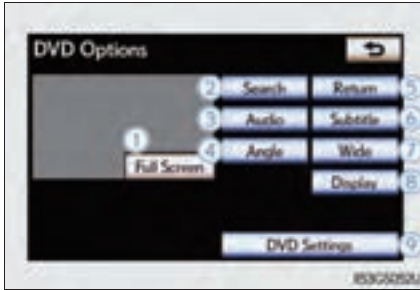 DVD Options
2 Search Return 5
3 Audio Subtitle 6
1
4 Angle Wide 7
Full Screen
Display 8
DVD Settings 9